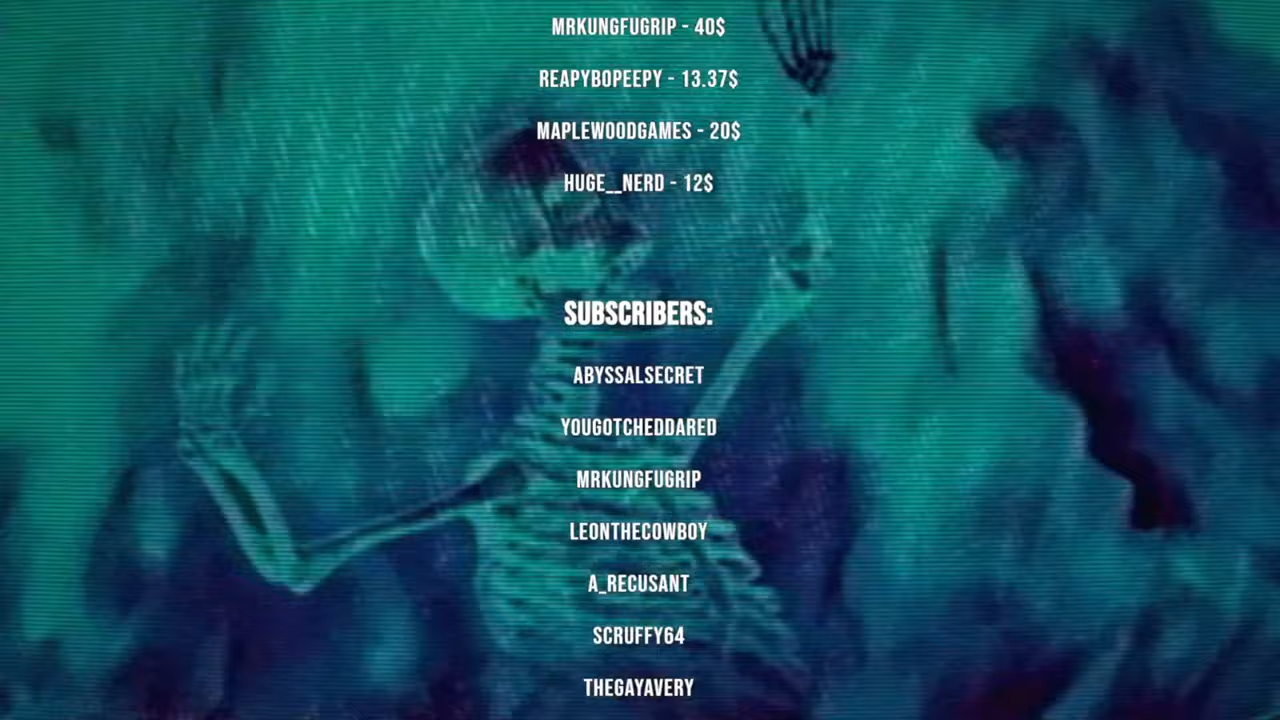 MRKUNGFUGRIP - 40$
REAPYBOPEEPY - 13.37$
MAPLEWOODGAMES - 20$
HUGE__NERD - 12$
SUBSCRIBERS:
ABYSSALSECRET
YOUGOTCHEDDARED
MRKUNGFUGRIP
LEONTHECOWBOY
A_RECUSANT
SCRUFFY64
THEGAYAVERY